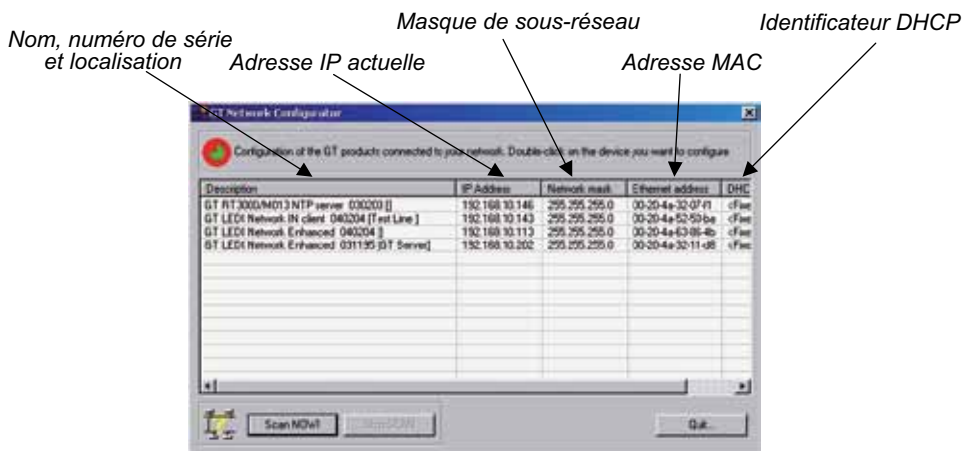 Nom, numéro de série
et localisation
Adresse IP actuelle
Masque de sous-réseau
Adresse MAC
Identificateur DHCP
GT Network Configurator
Configuration of the GT products connected to your network. Double-click on the device you want to configure
Description IP Address Network mask Ethernet address DHC
GT RT3000/M013 NTP server 030203 [] 192.168.10.146 255.255.255.0 00-20-4a-32-07-f1 <Fixe
GT LEDI Network IN client 040204 [Test Line ] 192.168.10.143 255.255.255.0 00-20-4a-52-50-ba <Fixe
GT LEDI Network Enhanced 040204 [] 192.168.10.113 255.255.255.0 00-20-4a-63-86-4b <Fixe
GT LEDI Network Enhanced 031195 [GT Server] 192.168.10.202 255.255.255.0 00-20-4a-32-11-d8 <Fixe
Scan NOW!
Quit...